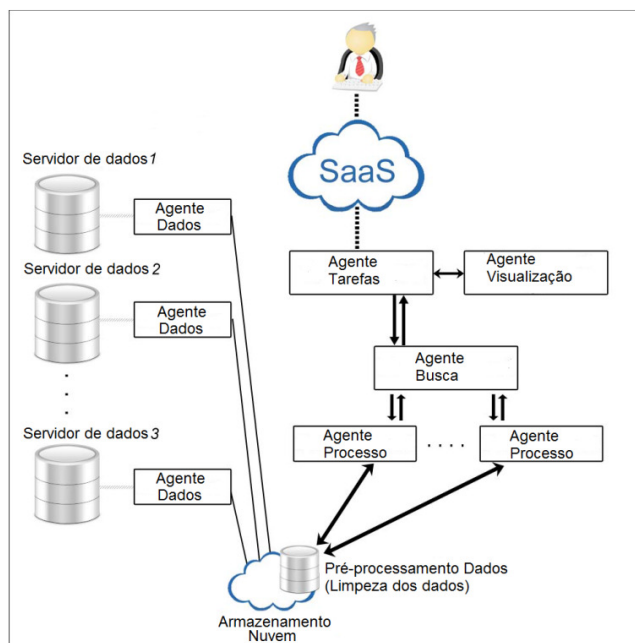 SaaS
Servidor de dados 1
Agente
Dados
Agente
Tarefas
Agente
Visualização
Servidor de dados 2
Agente
Dados
Agente
Busca
Servidor de dados 3
Agente
Processo
Agente
Processo
Agente
Dados
Pré-processamento Dados
(Limpeza dos dados)
Armazenamento
Nuvem